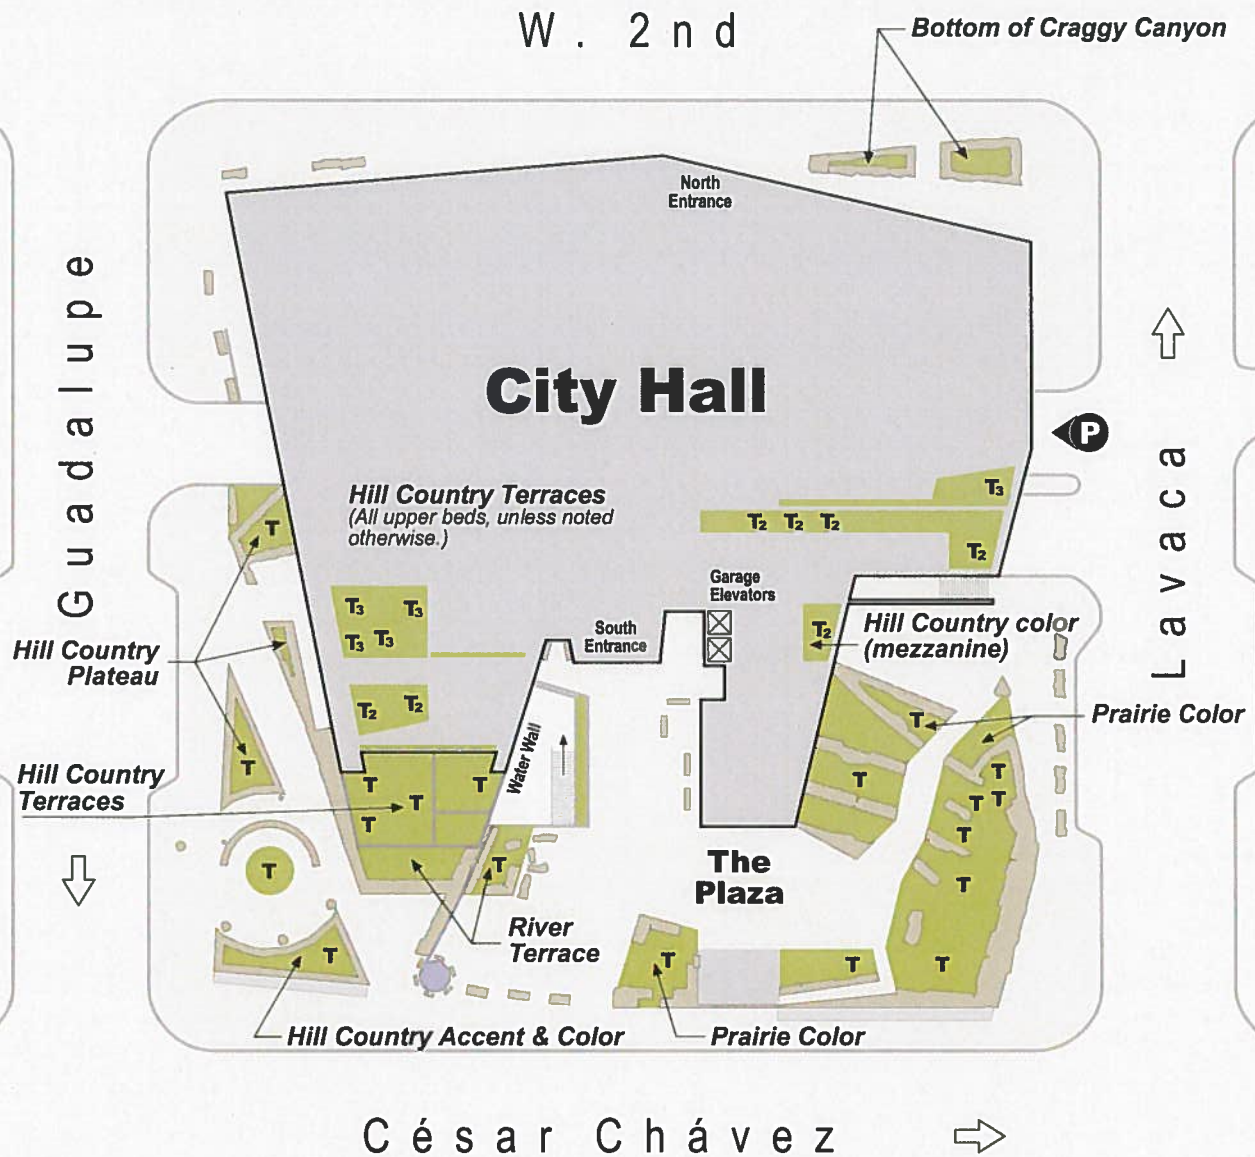 W. 2nd
Bottom of Craggy Canyon
North
Entrance
Guadalupe
City Hall
P
Lavaca
Hill Country Terraces
(All upper beds, unless noted
otherwise.)
T3
T2 T2 T2
T2
T
Garage
Elevators
T3 T3
T3 T3
South
Entrance
T2
Hill Country color
(mezzanine)
Hill Country
Plateau
T2 T2
T
Prairie Color
Water Wall
T
Hill Country
Terraces
T T
T
T
T
T
T T
T
T
T
T
The
Plaza
River
Terrace
T
T
T
T
Hill Country Accent & Color
Prairie Color
César Chávez